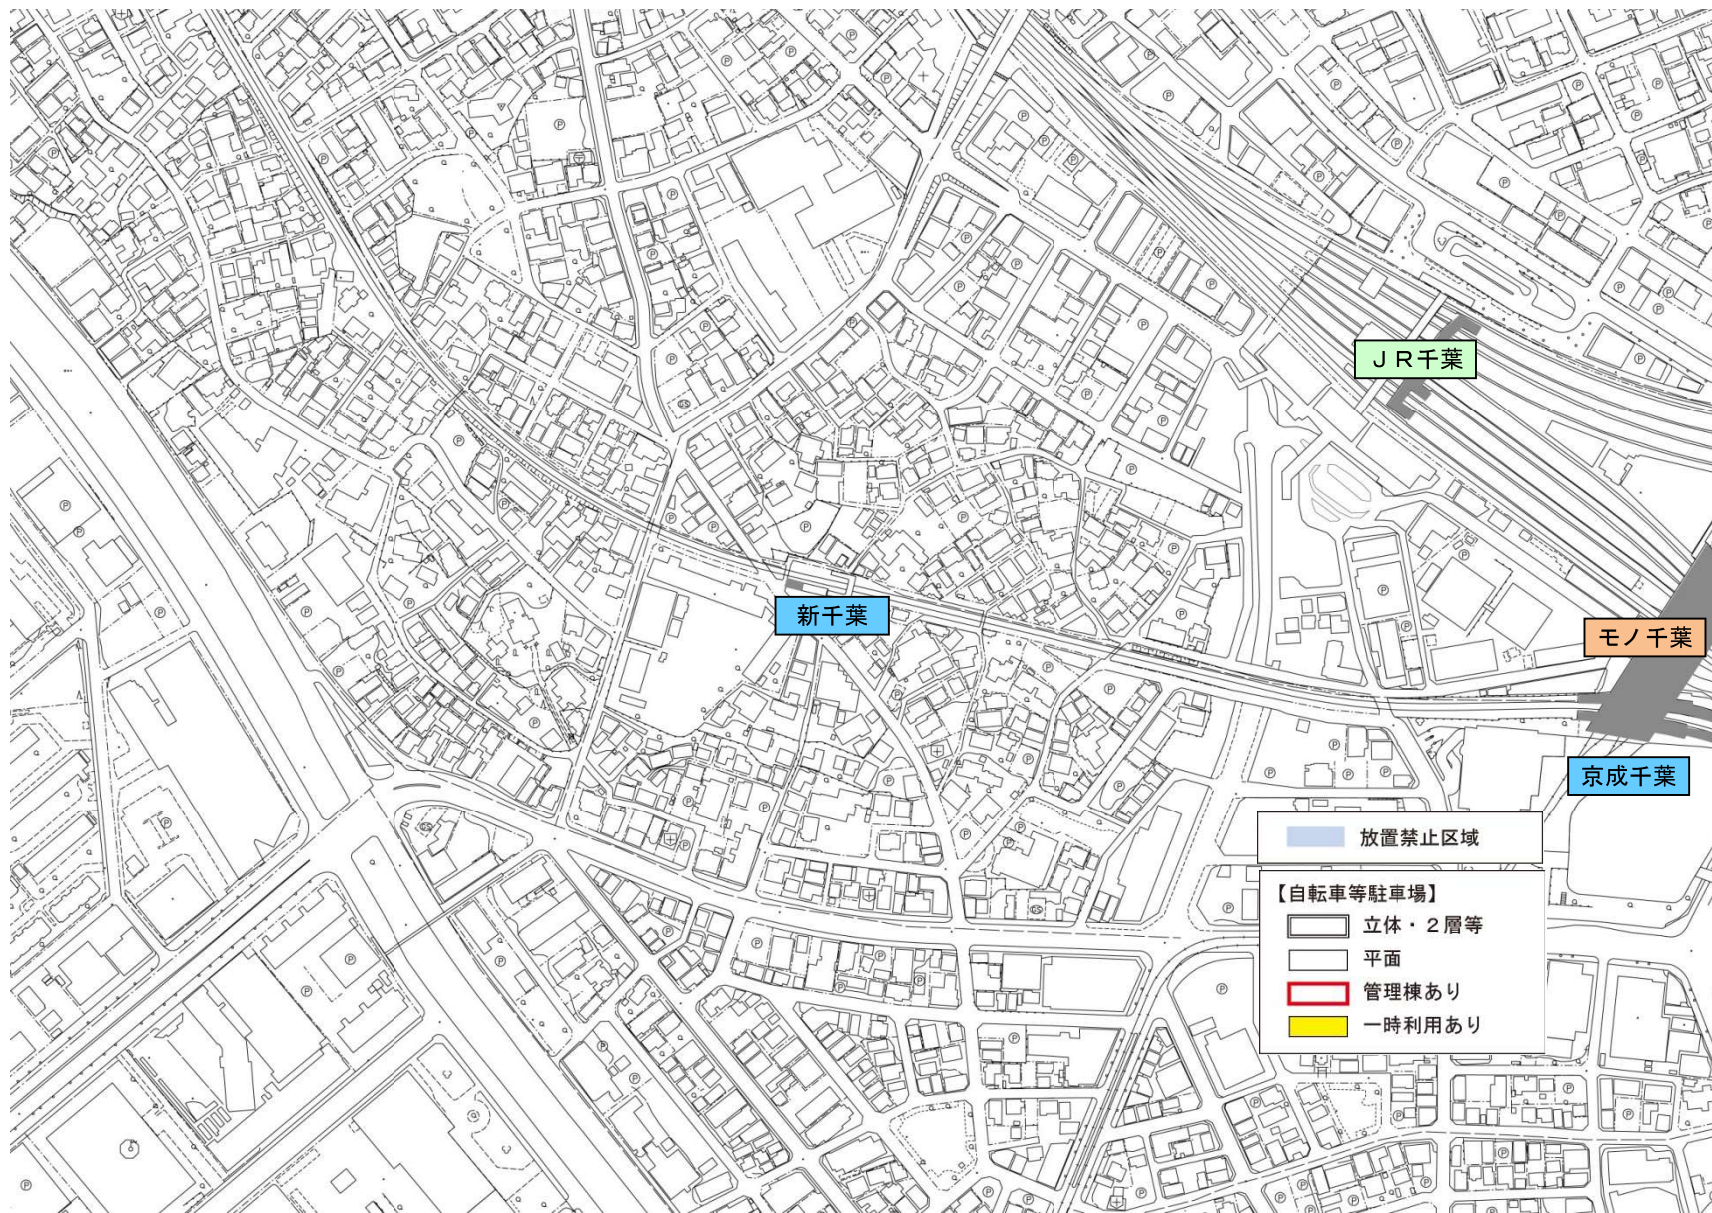 ＪＲ千葉
新千葉
モノ千葉
京成千葉
放置禁止区域
【自転車等駐車場】
立体・２層等
平面
管理棟あり
一時利用あり